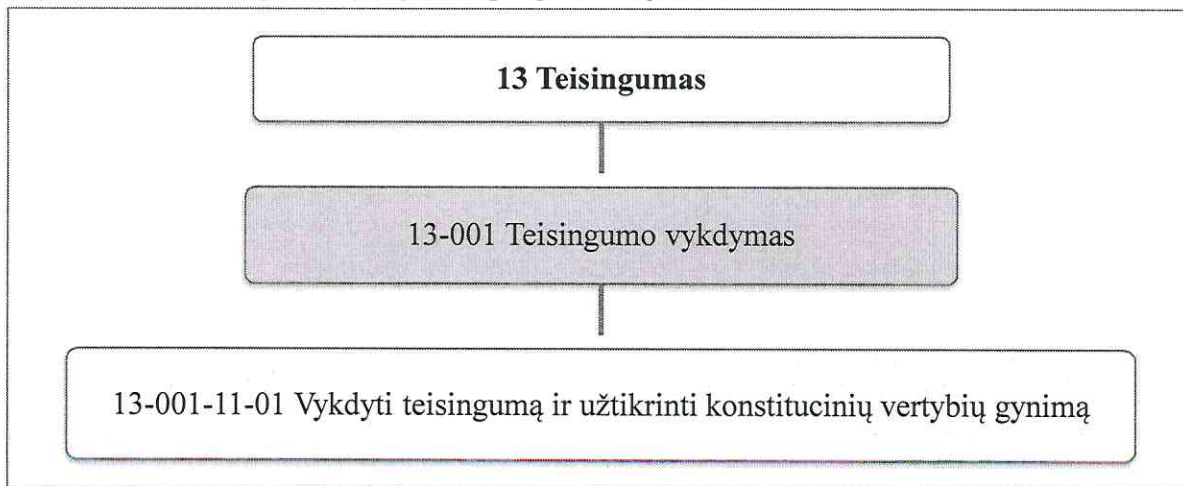 13 Teisingumas
13-001 Teisingumo vykdymas
13-001-11-01 Vykdyti teisingumą ir užtikrinti konstitucinių vertybių gynimą